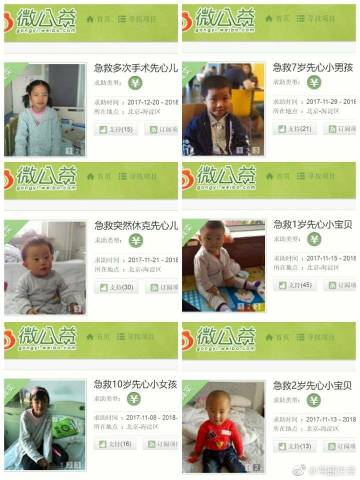 微公益
gongyi.weibo.com
首页 寻找项目
急救多次手术先心儿
求助类型：
求助时间：2017-12-20 - 2018-
所在地点：北京-海淀区
支持(15) 订阅项
微公益
gongyi.weibo.com
首页 寻找项目
急救7岁先心小男孩
求助类型：
求助时间：2017-11-29 - 2018
所在地点：北京-海淀区
支持(21) 订阅项
微公益
gongyi.weibo.com
首页 寻找项目
急救突然休克先心儿
求助类型：
求助时间：2017-11-21 - 2018-
所在地点：北京-海淀区
支持(30) 订阅
微公益
gongyi.weibo.com
首页 寻找项目
急救1岁先心小宝贝
求助类型：
求助时间：2017-11-15 - 2018
所在地点：北京-海淀区
支持(45) 订阅
微公益
gongyi.weibo.com
首页 寻找项目
急救10岁先心小女孩
求助类型：
求助时间：2017-11-08 - 2018-
所在地点：北京-海淀区
支持(16) 订阅项
微公益
gongyi.weibo.com
首页 寻找项目
急救2岁先心小宝贝
求助类型：
求助时间：2017-11-13 - 2018
所在地点：北京-海淀区
支持(13)